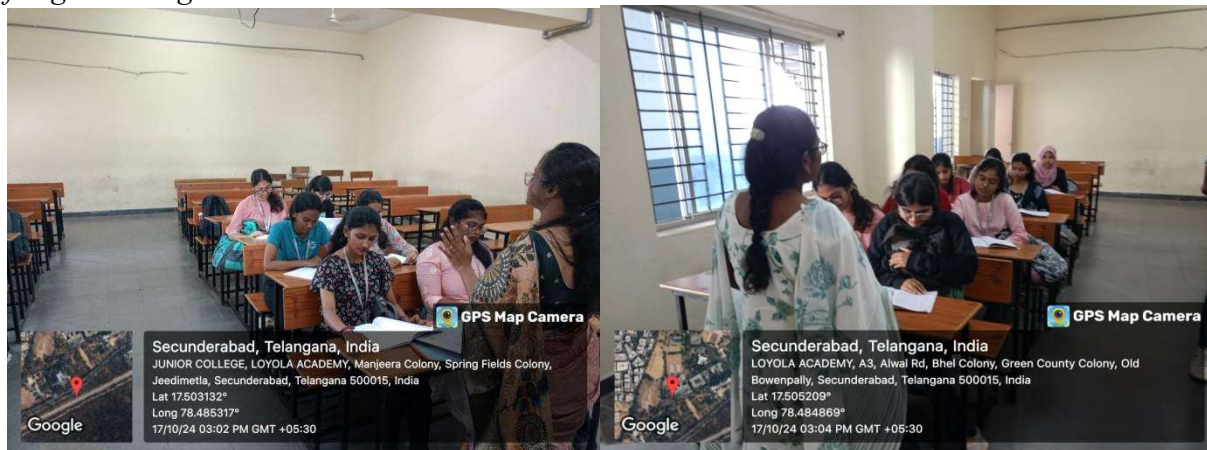 GPS Map Camera
Secunderabad, Telangana, India
JUNIOR COLLEGE, LOYOLA ACADEMY, Manjeera Colony, Spring Fields Colony,
Jeedimetla, Secunderabad, Telangana 500015, India
Lat 17.503132°
Long 78.485317°
17/10/24 03:02 PM GMT +05:30
Google
GPS Map Camera
Secunderabad, Telangana, India
LOYOLA ACADEMY, A3, Alwal Rd, Bhel Colony, Green County Colony, Old
Bowenpally, Secunderabad, Telangana 500015, India
Lat 17.505209°
Long 78.484869°
17/10/24 03:04 PM GMT +05:30
Google